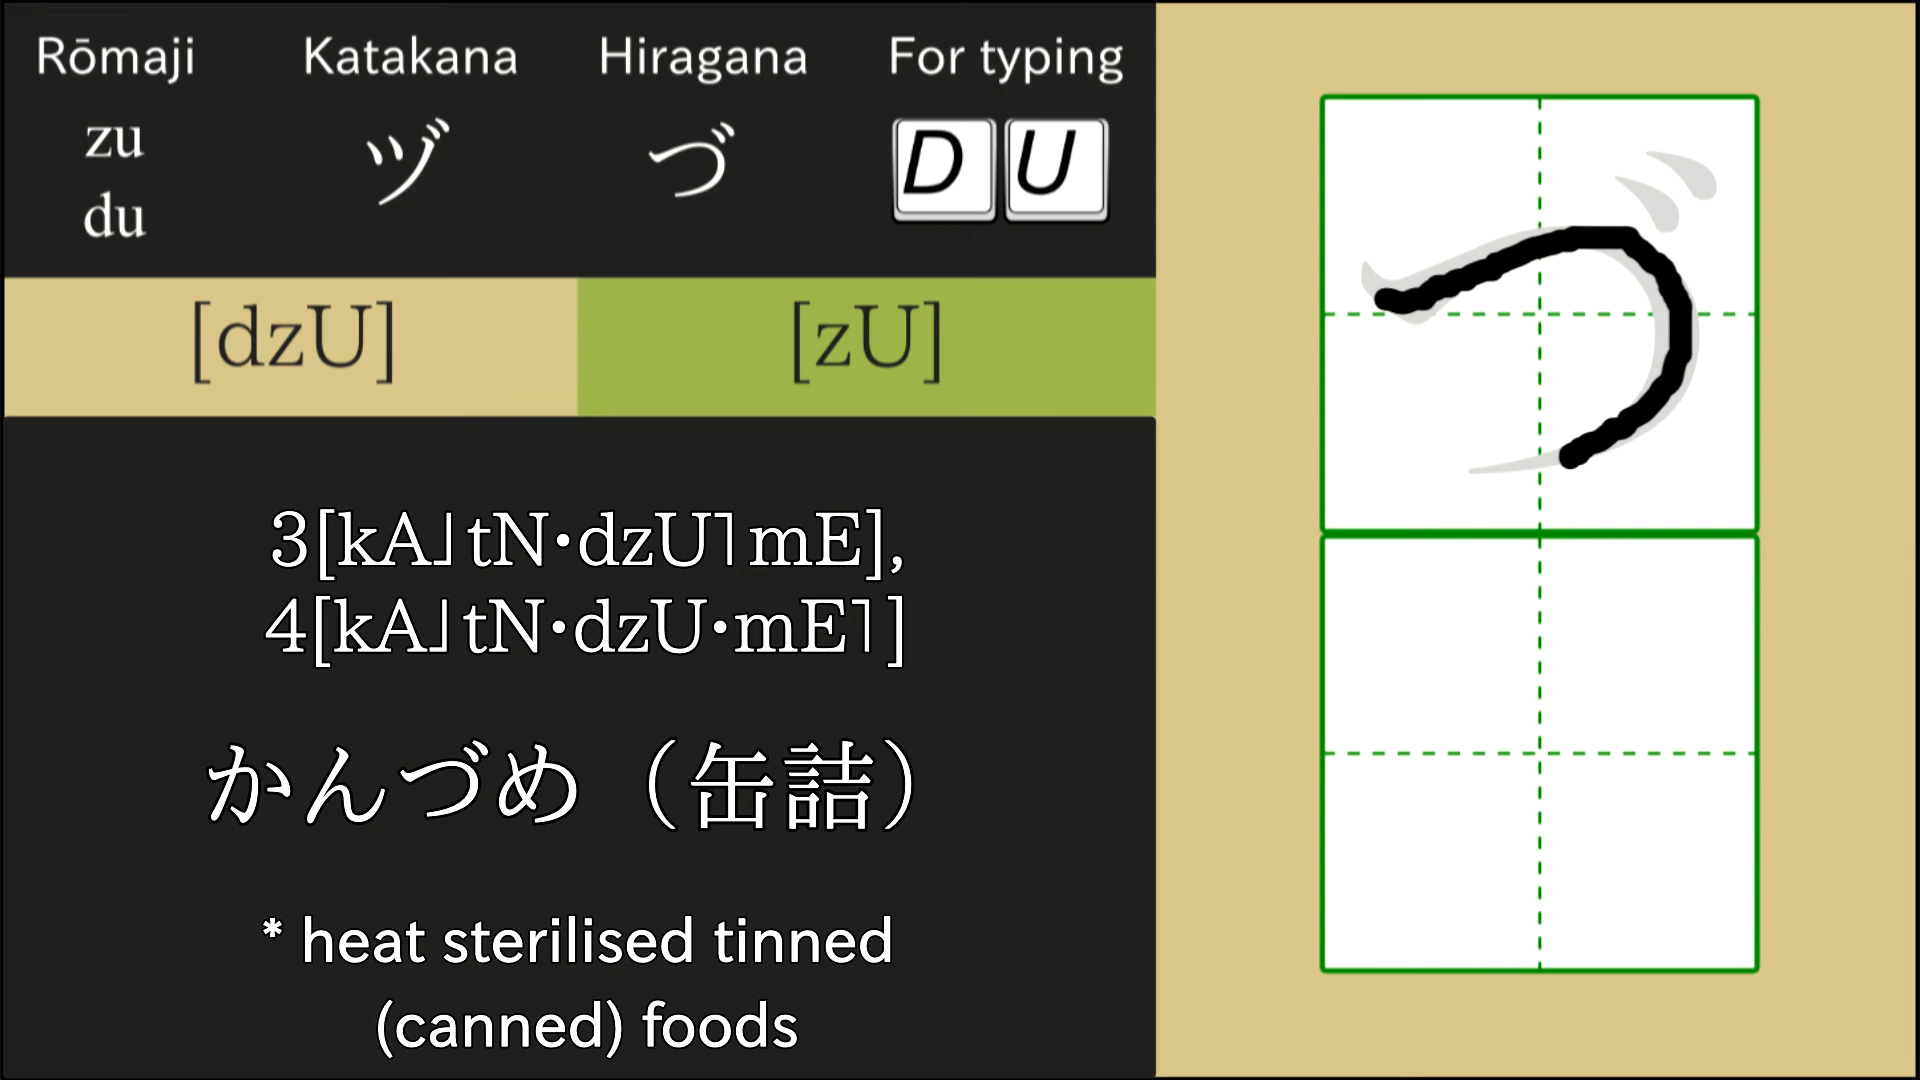 Rōmaji Katakana Hiragana For typing
zu ヅ づ D U
du
[dzU] [zU]
3[kA˩tN·dzU˥mE],
4[kA˩tN·dzU·mE˥]
かんづめ（缶詰）
* heat sterilised tinned
(canned) foods
づ